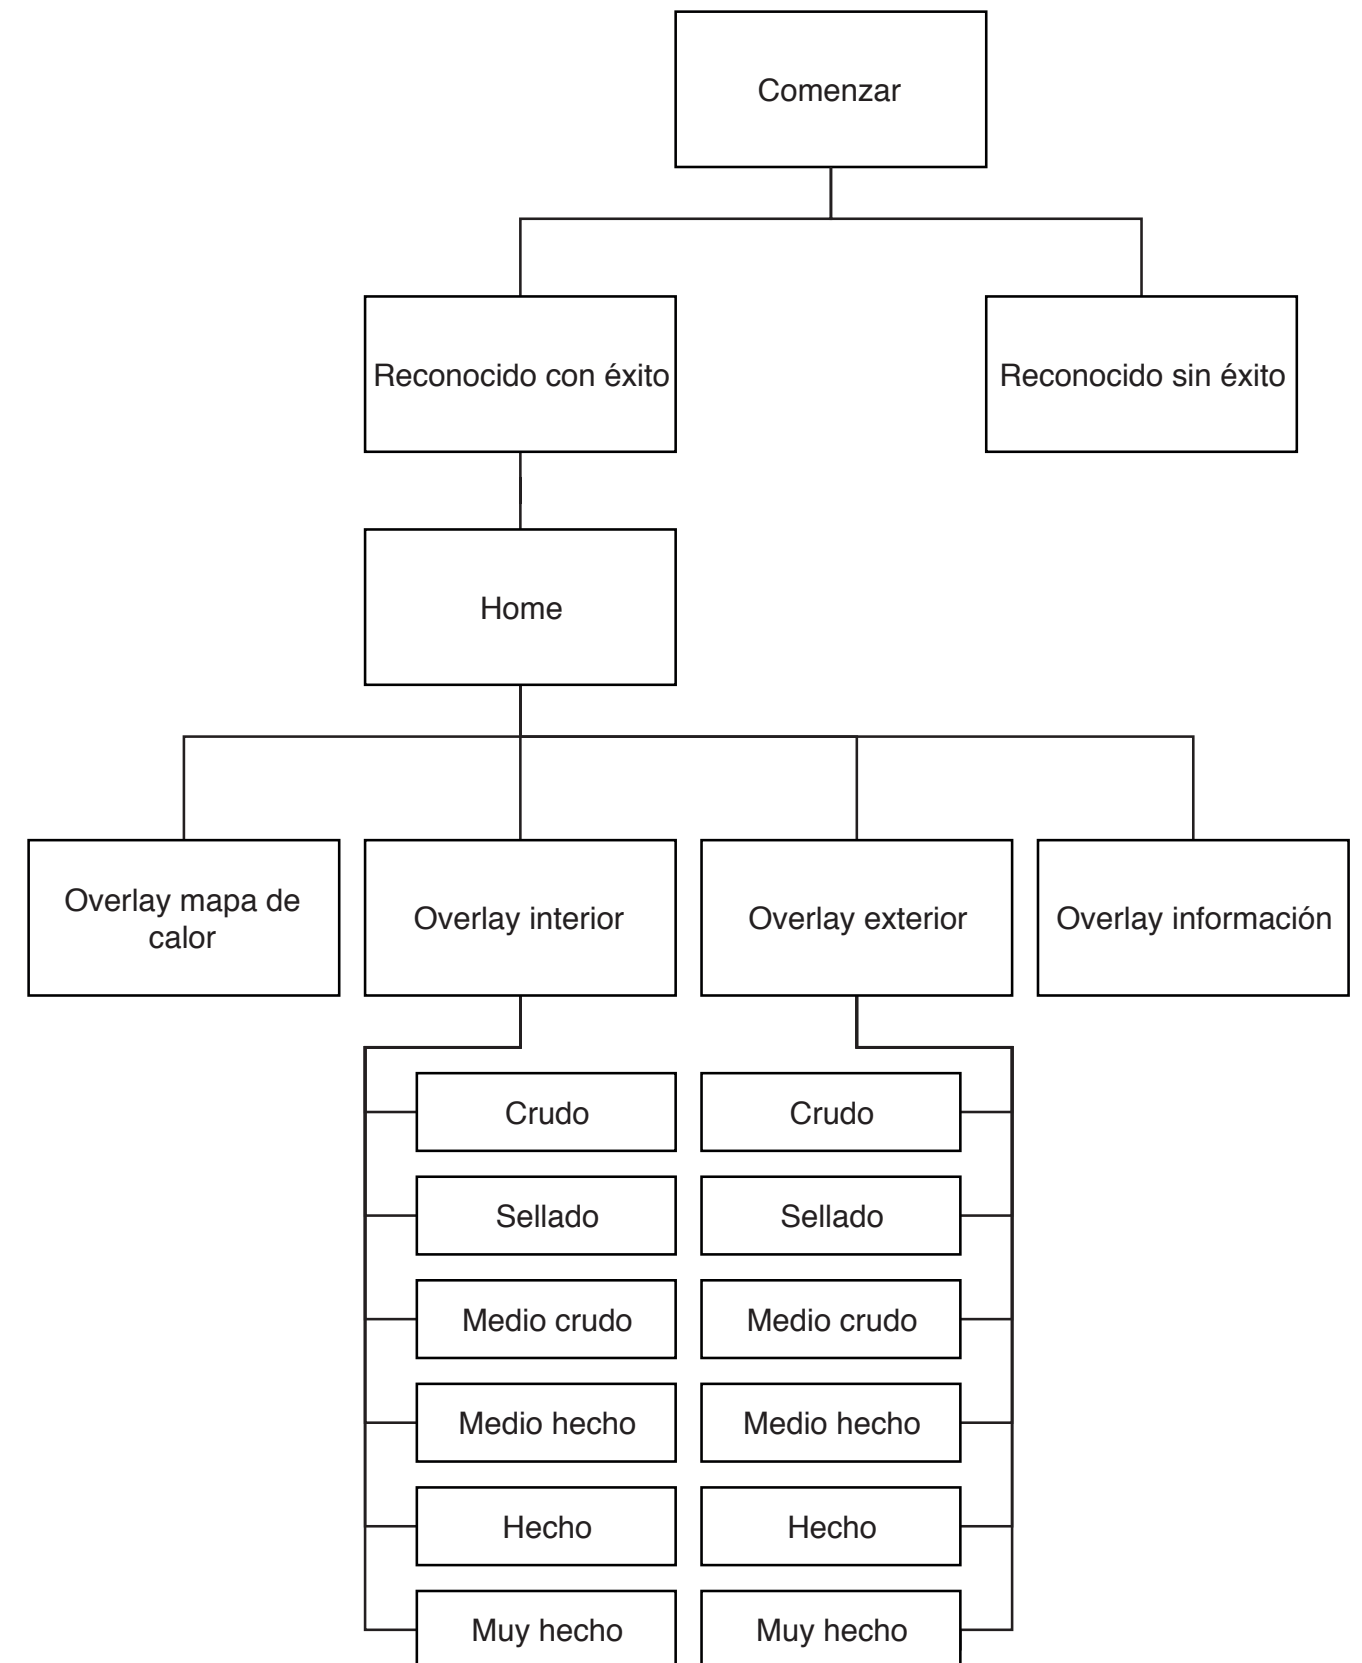 Comenzar
Reconocido con éxito
Reconocido sin éxito
Home
Overlay mapa de
calor
Overlay interior
Overlay exterior
Overlay información
Crudo
Crudo
Sellado
Sellado
Medio crudo
Medio crudo
Medio hecho
Medio hecho
Hecho
Hecho
Muy hecho
Muy hecho